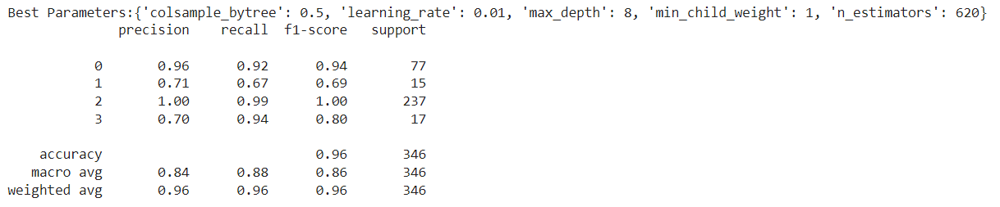 Best Parameters:{'colsample_bytree': 0.5, 'learning_rate': 0.01, 'max_depth': 8, 'min_child_weight': 1, 'n_estimators': 620}
precision recall f1-score support
0 0.96 0.92 0.94 77
1 0.71 0.67 0.69 15
2 1.00 0.99 1.00 237
3 0.70 0.94 0.80 17
accuracy 0.96 346
macro avg 0.84 0.88 0.86 346
weighted avg 0.96 0.96 0.96 346